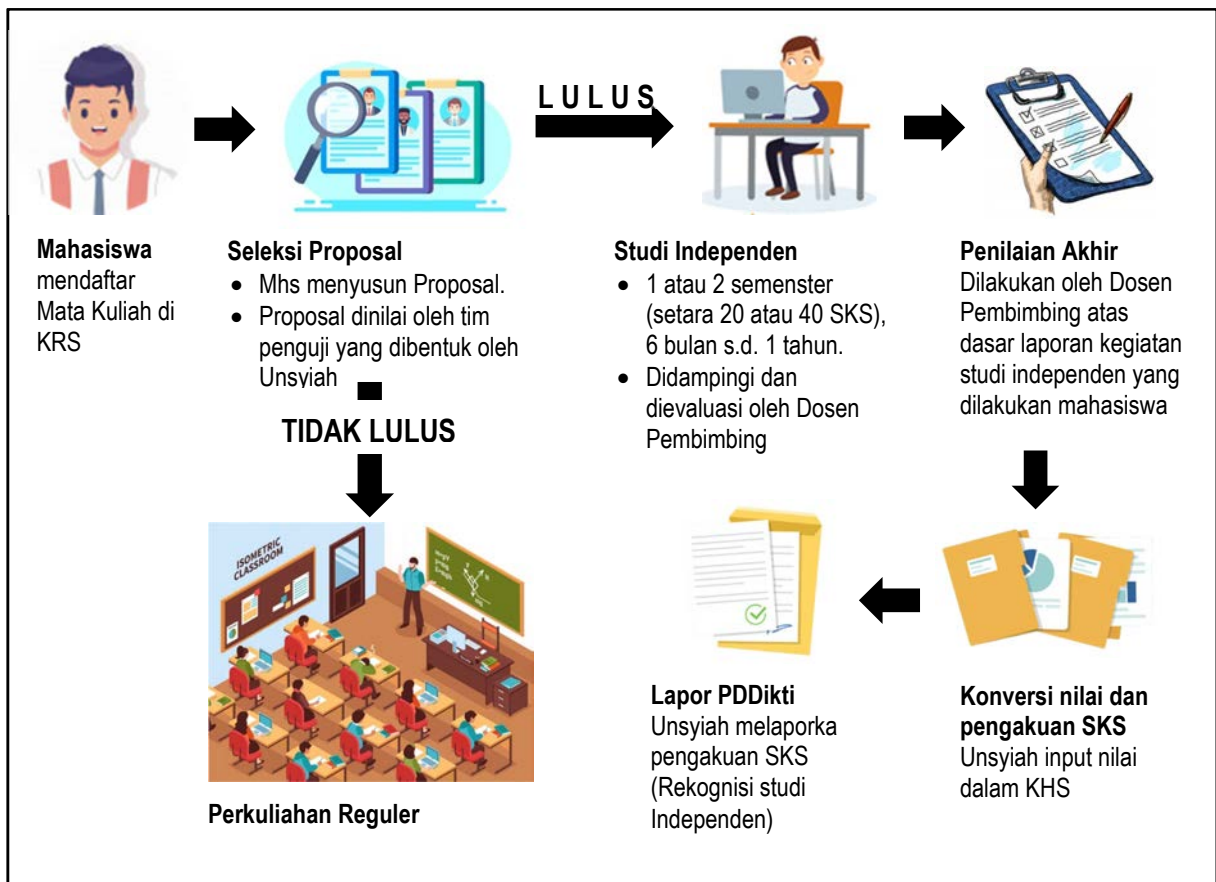 Mahasiswa
mendaftar
Mata Kuliah di
KRS
Seleksi Proposal
• Mhs menyusun Proposal.
• Proposal dinilai oleh tim
penguji yang dibentuk oleh
Unsyiah
L U L U S
TIDAK LULUS
ISOMETRIC
CLASSROOM
Perkuliahan Reguler
Studi Independen
• 1 atau 2 semenster
(setara 20 atau 40 SKS),
6 bulan s.d. 1 tahun.
• Didampingi dan
dievaluasi oleh Dosen
Pembimbing
Penilaian Akhir
Dilakukan oleh Dosen
Pembimbing atas
dasar laporan kegiatan
studi independen yang
dilakukan mahasiswa
Konversi nilai dan
pengakuan SKS
Unsyiah input nilai
dalam KHS
Lapor PDDikti
Unsyiah melaporka
pengakuan SKS
(Rekognisi studi
Independen)